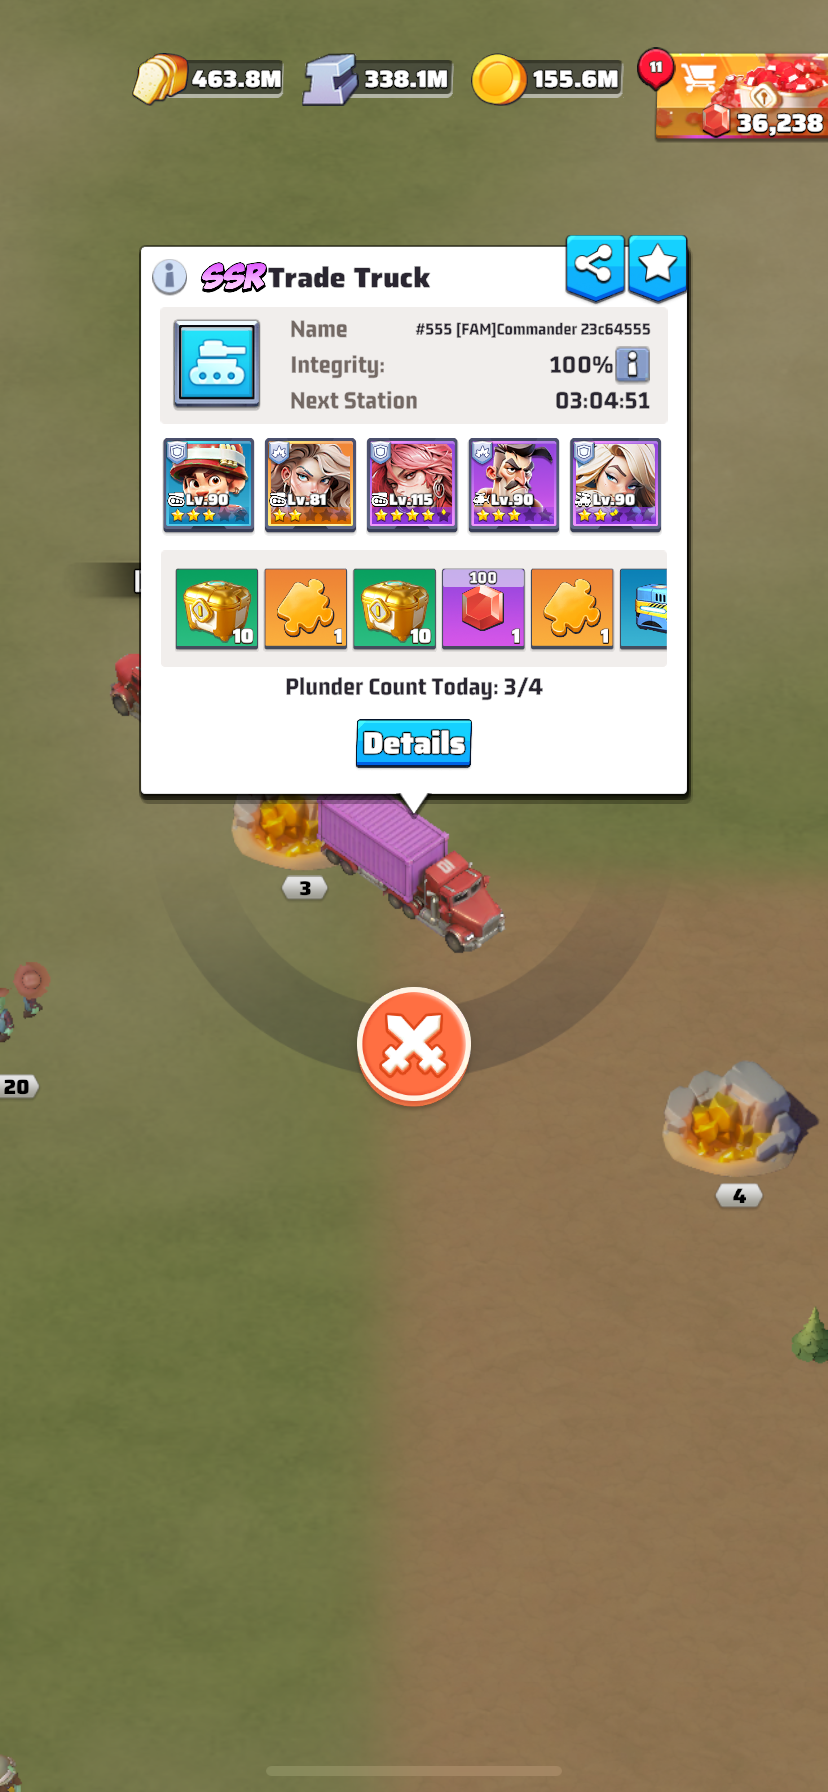 463.8M 338.1M 155.6M 11
36,238
SSR Trade Truck
Name #555 [FAM]Commander 23c64555
Integrity: 100%
Next Station 03:04:51
Lv.90 Lv.81 Lv.115 Lv.90 Lv.90
100
10 1 10 1 1
Plunder Count Today: 3/4
Details
3
20
4